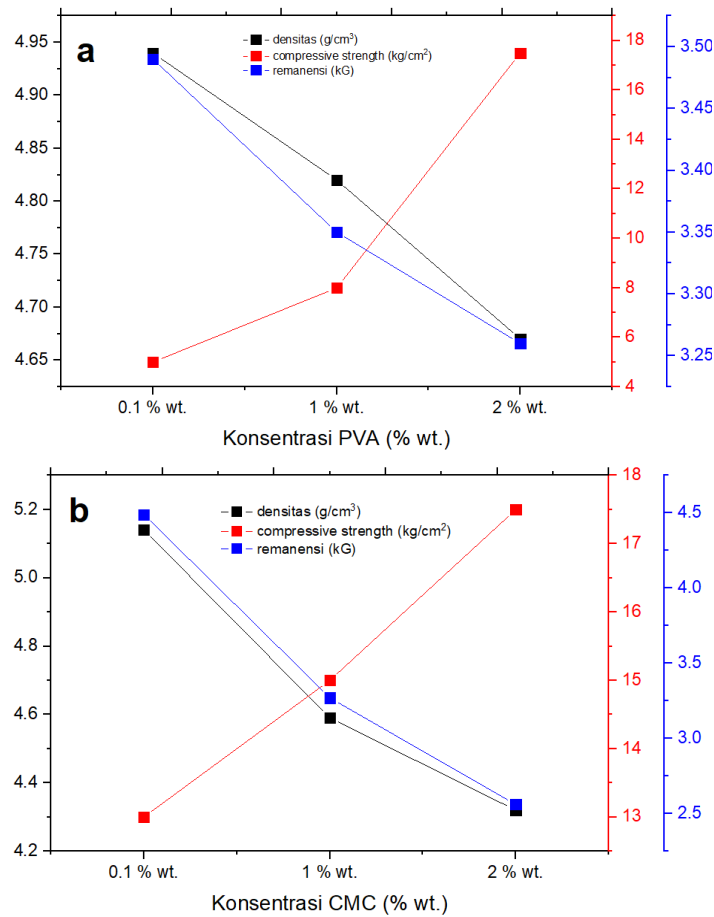 a
densitas (g/cm³)
compressive strength (kg/cm²)
remanensi (kG)
4.95
4.90
4.85
4.80
4.75
4.70
4.65
18
16
14
12
10
8
6
4
3.50
3.45
3.40
3.35
3.30
3.25
0.1 % wt.
1 % wt.
2 % wt.
Konsentrasi PVA (% wt.)
b
densitas (g/cm³)
compressive strength (kg/cm²)
remanensi (kG)
5.2
5.0
4.8
4.6
4.4
4.2
18
17
16
15
14
13
4.5
4.0
3.5
3.0
2.5
0.1 % wt.
1 % wt.
2 % wt.
Konsentrasi CMC (% wt.)